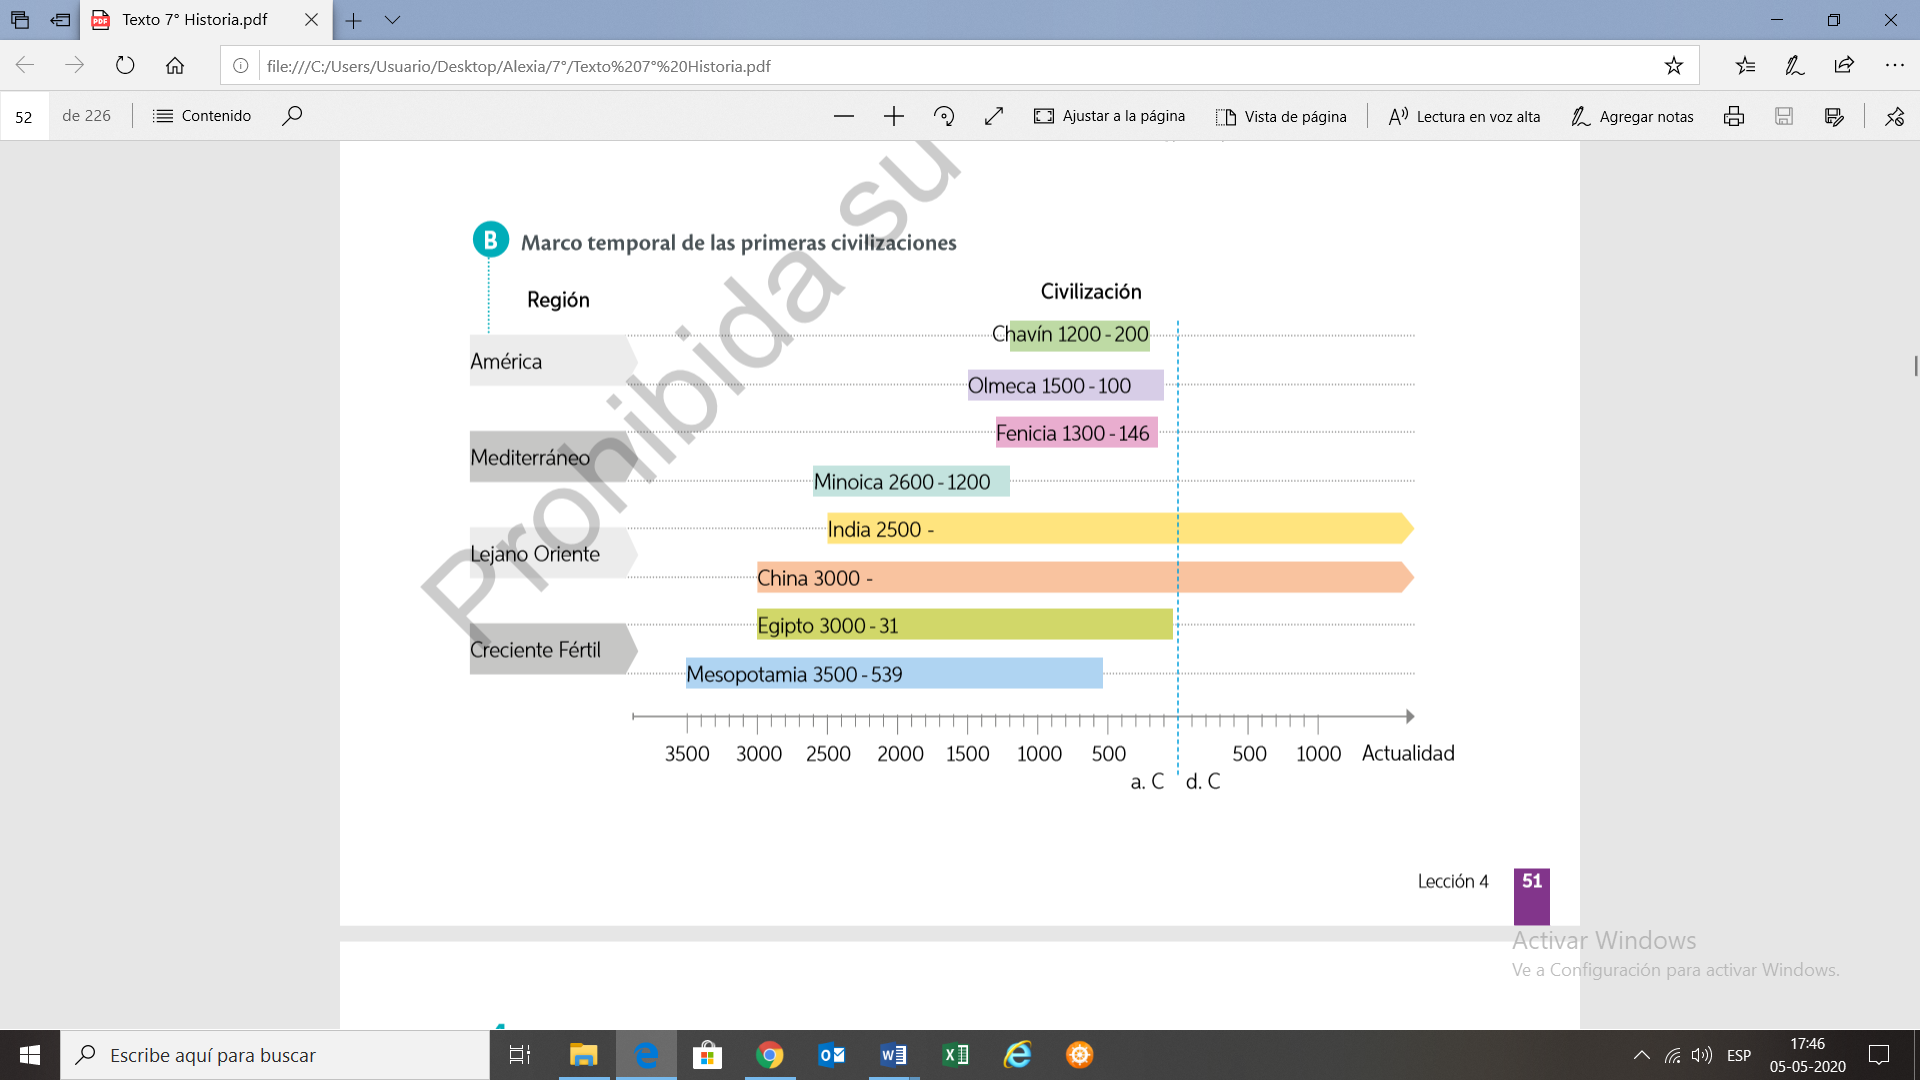 Texto 7° Historia.pdf
file:///C:/Users/Usuario/Desktop/Alexia/7°/Texto%207°%20Historia.pdf
52 de 226 Contenido Ajustar a la página Vista de página Lectura en voz alta Agregar notas
Prohibida su
B Marco temporal de las primeras civilizaciones
Región
Civilización
Chavín 1200 - 200
América
Olmeca 1500 - 100
Fenicia 1300 - 146
Mediterráneo
Minoica 2600 - 1200
India 2500 -
Lejano Oriente
China 3000 -
Egipto 3000 - 31
Creciente Fértil
Mesopotamia 3500 - 539
3500 3000 2500 2000 1500 1000 500 500 1000 Actualidad
a. C d. C
Lección 4 51
Activar Windows
Ve a Configuración para activar Windows.
Escribe aquí para buscar
ESP
17:46
05-05-2020